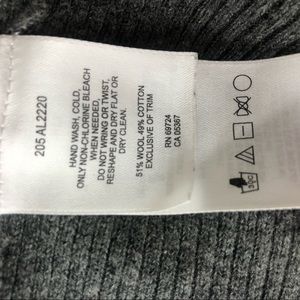 205 AL2220
HAND WASH, COLD,
ONLY NON-CHLORINE BLEACH
WHEN NEEDED,
DO NOT WRING OR TWIST,
RESHAPE AND DRY FLAT OR
DRY CLEAN
51% WOOL 49% COTTON
EXCLUSIVE OF TRIM
RN 69724
CA 05367